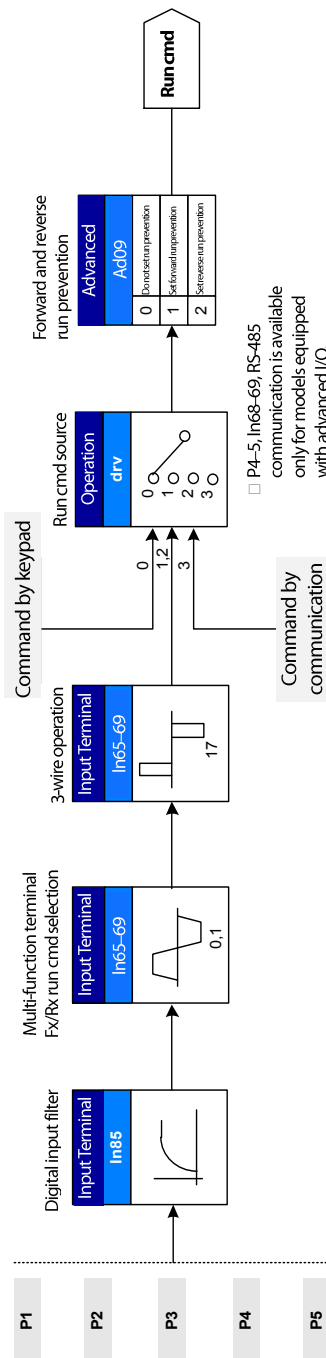 P1
P2
P3
P4
P5
Digital input filter
Input Terminal
In85
Multi-function terminal
Fx/Rx run cmd selection
Input Terminal
In65–69
0,1
3-wire operation
Input Terminal
In65–69
17
Command by keypad
0
1,2
3
Command by
communication
Run cmd source
Operation
drv
0
1
2
3
Forward and reverse
run prevention
Advanced
Ad09
0 Do not set run prevention
1 Set forward run prevention
2 Set reverse run prevention
Run cmd
□ P4–5, In68–69, RS-485
communication is available
only for models equipped
with advanced I/O